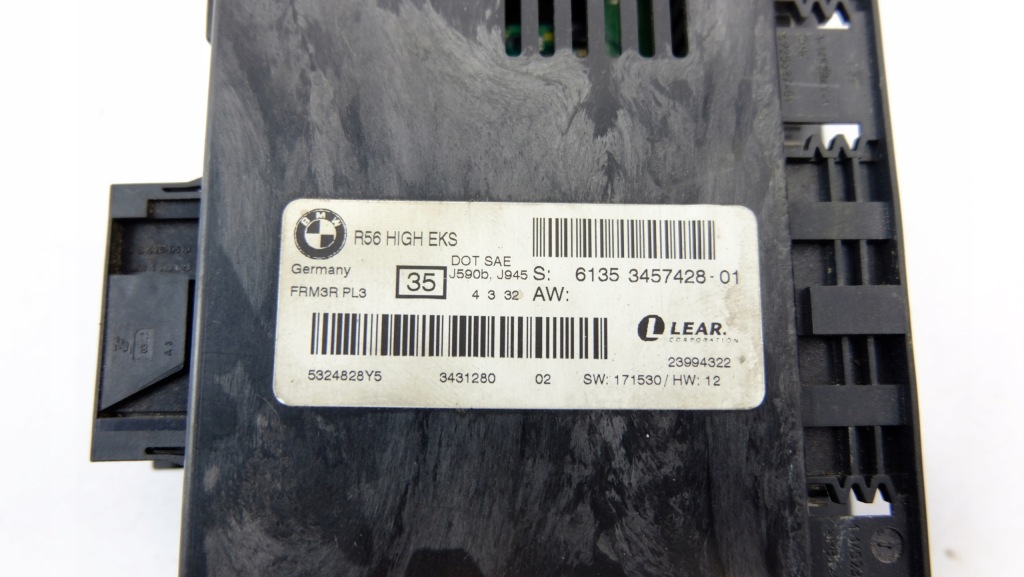 BMW
R56 HIGH EKS
Germany
FRM3R PL3
35
DOT SAE
J590b, J945
4 3 32
S: 6135 3457428-01
AW:
LEAR.
CORPORATION
23994322
5324828Y5 3431280 02 SW: 171530 / HW: 12